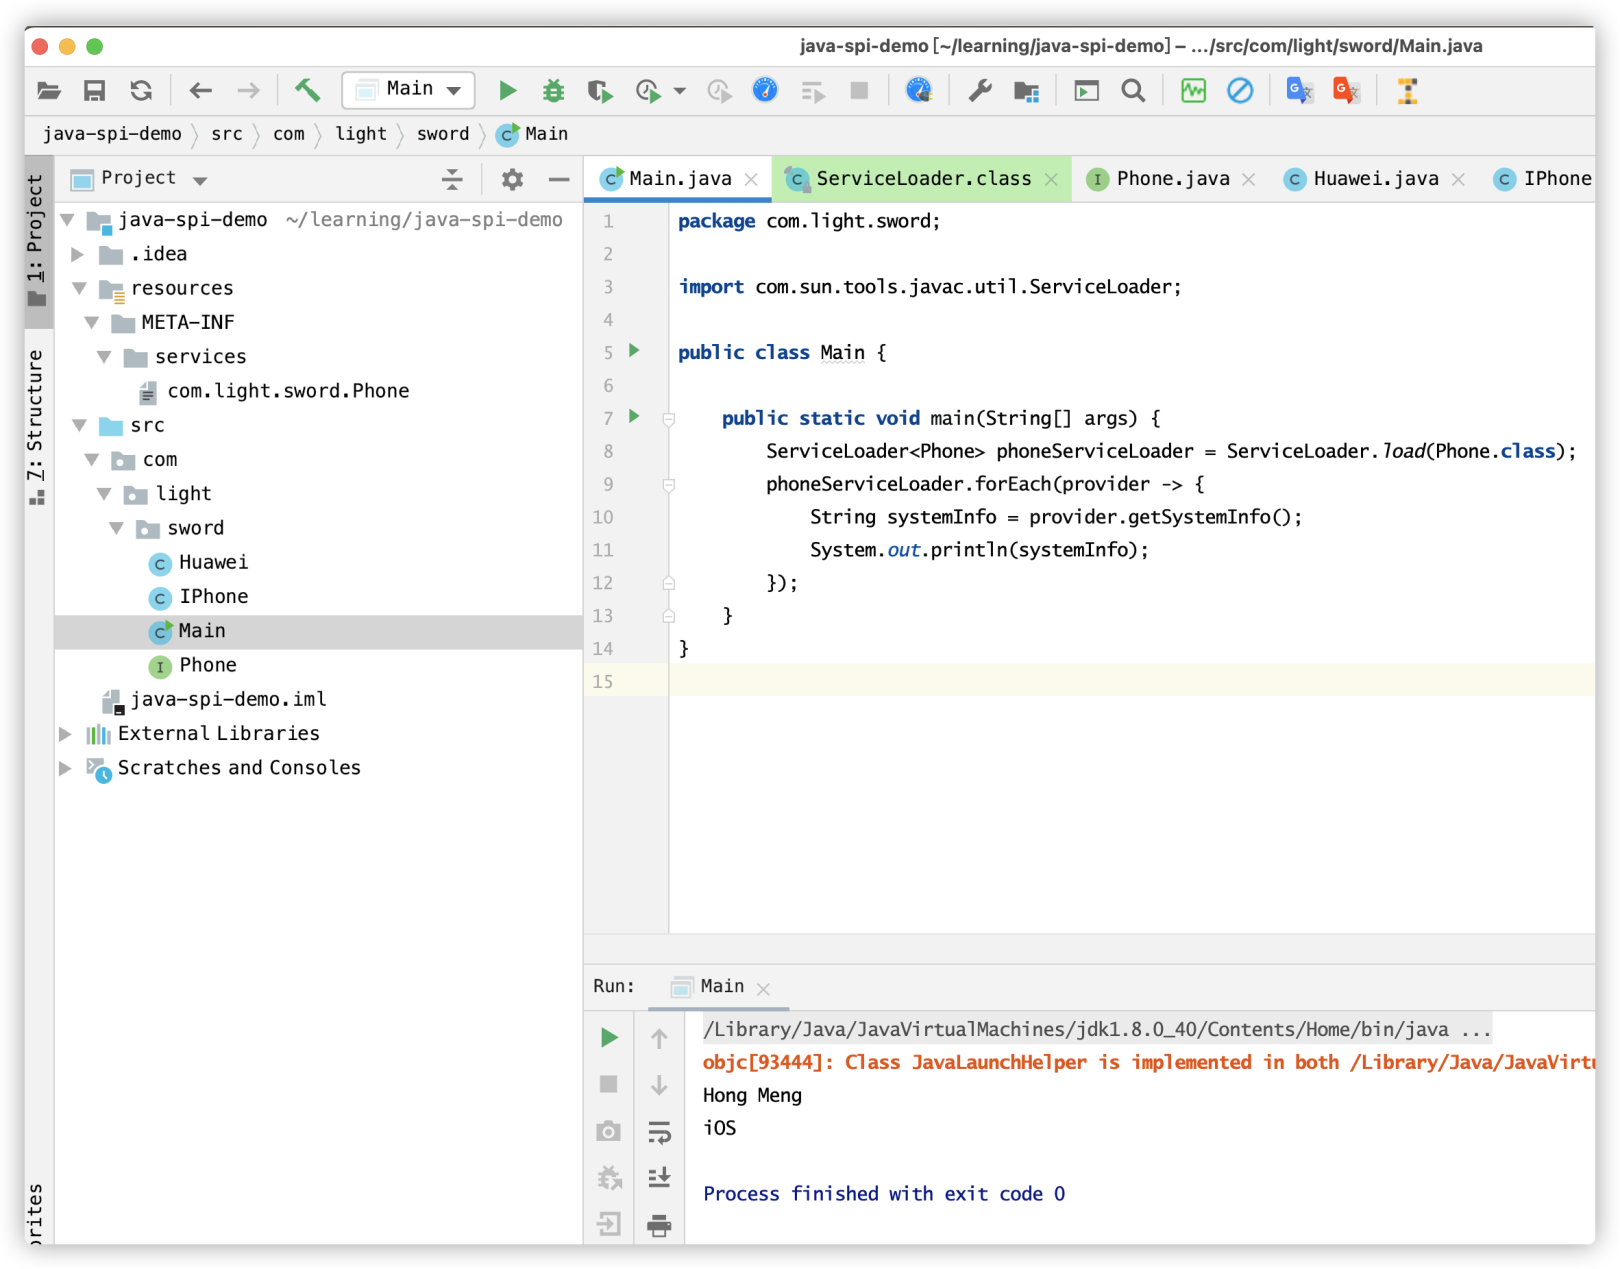 java-spi-demo [~/learning/java-spi-demo] – .../src/com/light/sword/Main.java
Main
java-spi-demo src com light sword Main
1: Project
7: Structure
Project
java-spi-demo ~/learning/java-spi-demo
.idea
resources
META-INF
services
com.light.sword.Phone
src
com
light
sword
Huawei
IPhone
Main
Phone
java-spi-demo.iml
External Libraries
Scratches and Consoles
Main.java ServiceLoader.class Phone.java Huawei.java IPhone
1 package com.light.sword;
2
3 import com.sun.tools.javac.util.ServiceLoader;
4
5 public class Main {
6
7 public static void main(String[] args) {
8 ServiceLoader<Phone> phoneServiceLoader = ServiceLoader.load(Phone.class);
9 phoneServiceLoader.forEach(provider -> {
10 String systemInfo = provider.getSystemInfo();
11 System.out.println(systemInfo);
12 });
13 }
14 }
15
Run: Main
/Library/Java/JavaVirtualMachines/jdk1.8.0_40/Contents/Home/bin/java ...
objc[93444]: Class JavaLaunchHelper is implemented in both /Library/Java/JavaVirtu
Hong Meng
iOS
Process finished with exit code 0